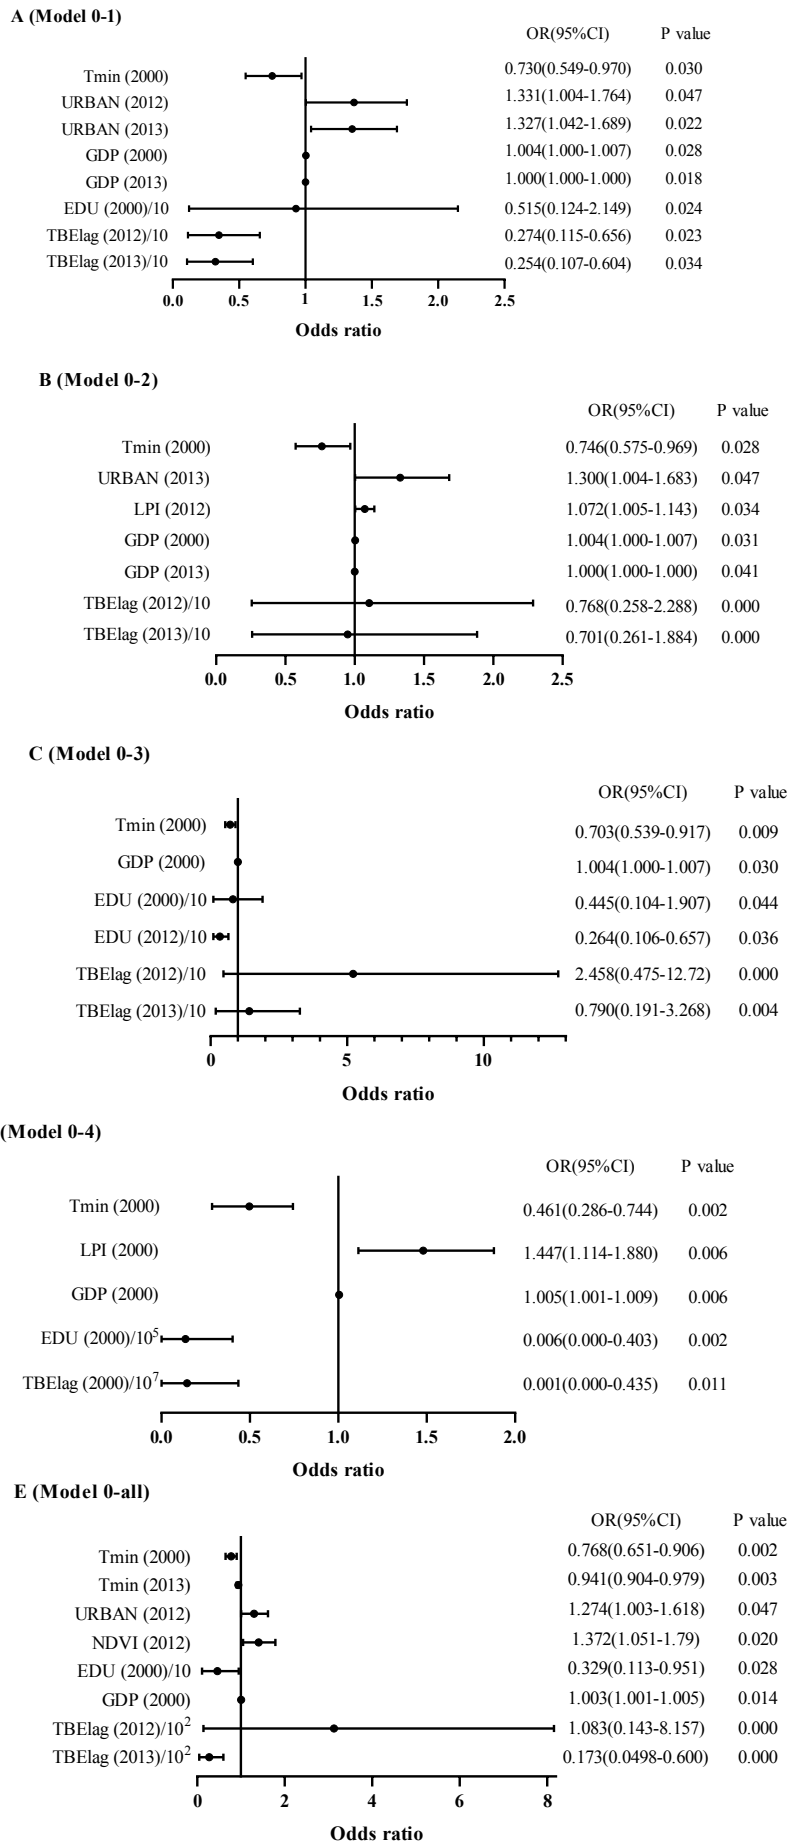 A (Model 0-1)
OR(95%CI) P value
Tmin (2000) 0.730(0.549-0.970) 0.030
URBAN (2012) 1.331(1.004-1.764) 0.047
URBAN (2013) 1.327(1.042-1.689) 0.022
GDP (2000) 1.004(1.000-1.007) 0.028
GDP (2013) 1.000(1.000-1.000) 0.018
EDU (2000)/10 0.515(0.124-2.149) 0.024
TBElag (2012)/10 0.274(0.115-0.656) 0.023
TBElag (2013)/10 0.254(0.107-0.604) 0.034
0.0 0.5 1 1.5 2.0 2.5
Odds ratio
B (Model 0-2)
OR(95%CI) P value
Tmin (2000) 0.746(0.575-0.969) 0.028
URBAN (2013) 1.300(1.004-1.683) 0.047
LPI (2012) 1.072(1.005-1.143) 0.034
GDP (2000) 1.004(1.000-1.007) 0.031
GDP (2013) 1.000(1.000-1.000) 0.041
TBElag (2012)/10 0.768(0.258-2.288) 0.000
TBElag (2013)/10 0.701(0.261-1.884) 0.000
0.0 0.5 1.0 1.5 2.0 2.5
Odds ratio
C (Model 0-3)
OR(95%CI) P value
Tmin (2000) 0.703(0.539-0.917) 0.009
GDP (2000) 1.004(1.000-1.007) 0.030
EDU (2000)/10 0.445(0.104-1.907) 0.044
EDU (2012)/10 0.264(0.106-0.657) 0.036
TBElag (2012)/10 2.458(0.475-12.72) 0.000
TBElag (2013)/10 0.790(0.191-3.268) 0.004
0 5 10
Odds ratio
(Model 0-4)
OR(95%CI) P value
Tmin (2000) 0.461(0.286-0.744) 0.002
LPI (2000) 1.447(1.114-1.880) 0.006
GDP (2000) 1.005(1.001-1.009) 0.006
EDU (2000)/10⁵ 0.006(0.000-0.403) 0.002
TBElag (2000)/10⁷ 0.001(0.000-0.435) 0.011
0.0 0.5 1.0 1.5 2.0
Odds ratio
E (Model 0-all)
OR(95%CI) P value
Tmin (2000) 0.768(0.651-0.906) 0.002
Tmin (2013) 0.941(0.904-0.979) 0.003
URBAN (2012) 1.274(1.003-1.618) 0.047
NDVI (2012) 1.372(1.051-1.79) 0.020
EDU (2000)/10 0.329(0.113-0.951) 0.028
GDP (2000) 1.003(1.001-1.005) 0.014
TBElag (2012)/10² 1.083(0.143-8.157) 0.000
TBElag (2013)/10² 0.173(0.0498-0.600) 0.000
0 2 4 6 8
Odds ratio